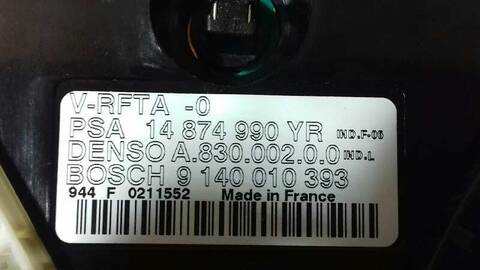 V-RFTA -0
PSA 14 874 990 YR IND.F-06
DENSO A.830.002.0.0 IND.L
BOSCH 9 140 010 393
944 F 0211552 Made in France